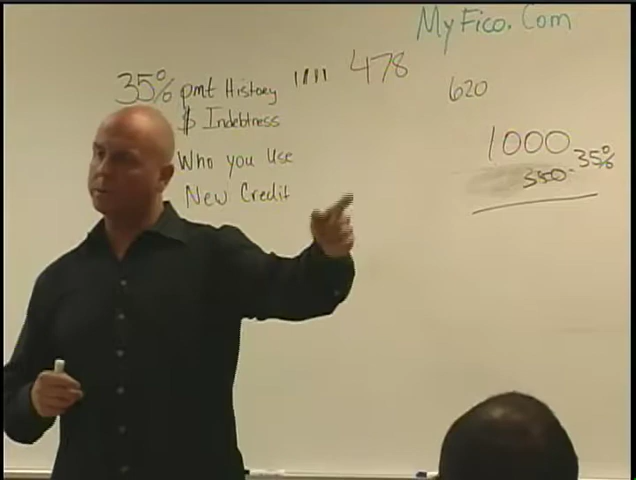 MyFico.Com
35% pmt History |||| 478
$ Indebtness
620
Who you Use
1000
350- 35%
New Credit